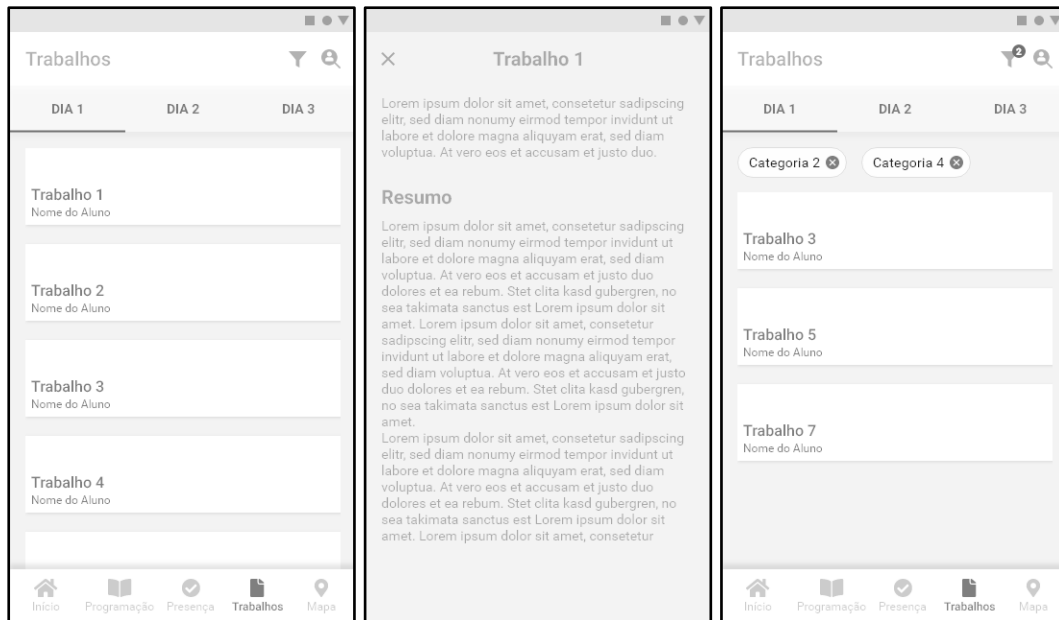 Trabalhos
DIA 1 DIA 2 DIA 3
Trabalho 1
Nome do Aluno
Trabalho 2
Nome do Aluno
Trabalho 3
Nome do Aluno
Trabalho 4
Nome do Aluno
Início Programação Presença Trabalhos Mapa
Trabalho 1
Lorem ipsum dolor sit amet, consetetur sadipscing
elitr, sed diam nonumy eirmod tempor invidunt ut
labore et dolore magna aliquyam erat, sed diam
voluptua. At vero eos et accusam et justo duo.
Resumo
Lorem ipsum dolor sit amet, consetetur sadipscing
elitr, sed diam nonumy eirmod tempor invidunt ut
labore et dolore magna aliquyam erat, sed diam
voluptua. At vero eos et accusam et justo duo
dolores et ea rebum. Stet clita kasd gubergren, no
sea takimata sanctus est Lorem ipsum dolor sit
amet. Lorem ipsum dolor sit amet, consetetur
sadipscing elitr, sed diam nonumy eirmod tempor
invidunt ut labore et dolore magna aliquyam erat,
sed diam voluptua. At vero eos et accusam et justo
duo dolores et ea rebum. Stet clita kasd gubergren,
no sea takimata sanctus est Lorem ipsum dolor sit
amet.
Lorem ipsum dolor sit amet, consetetur sadipscing
elitr, sed diam nonumy eirmod tempor invidunt ut
labore et dolore magna aliquyam erat, sed diam
voluptua. At vero eos et accusam et justo duo
dolores et ea rebum. Stet clita kasd gubergren, no
sea takimata sanctus est Lorem ipsum dolor sit
amet. Lorem ipsum dolor sit amet, consetetur
Trabalhos 2
DIA 1 DIA 2 DIA 3
Categoria 2 Categoria 4
Trabalho 3
Nome do Aluno
Trabalho 5
Nome do Aluno
Trabalho 7
Nome do Aluno
Início Programação Presença Trabalhos Mapa